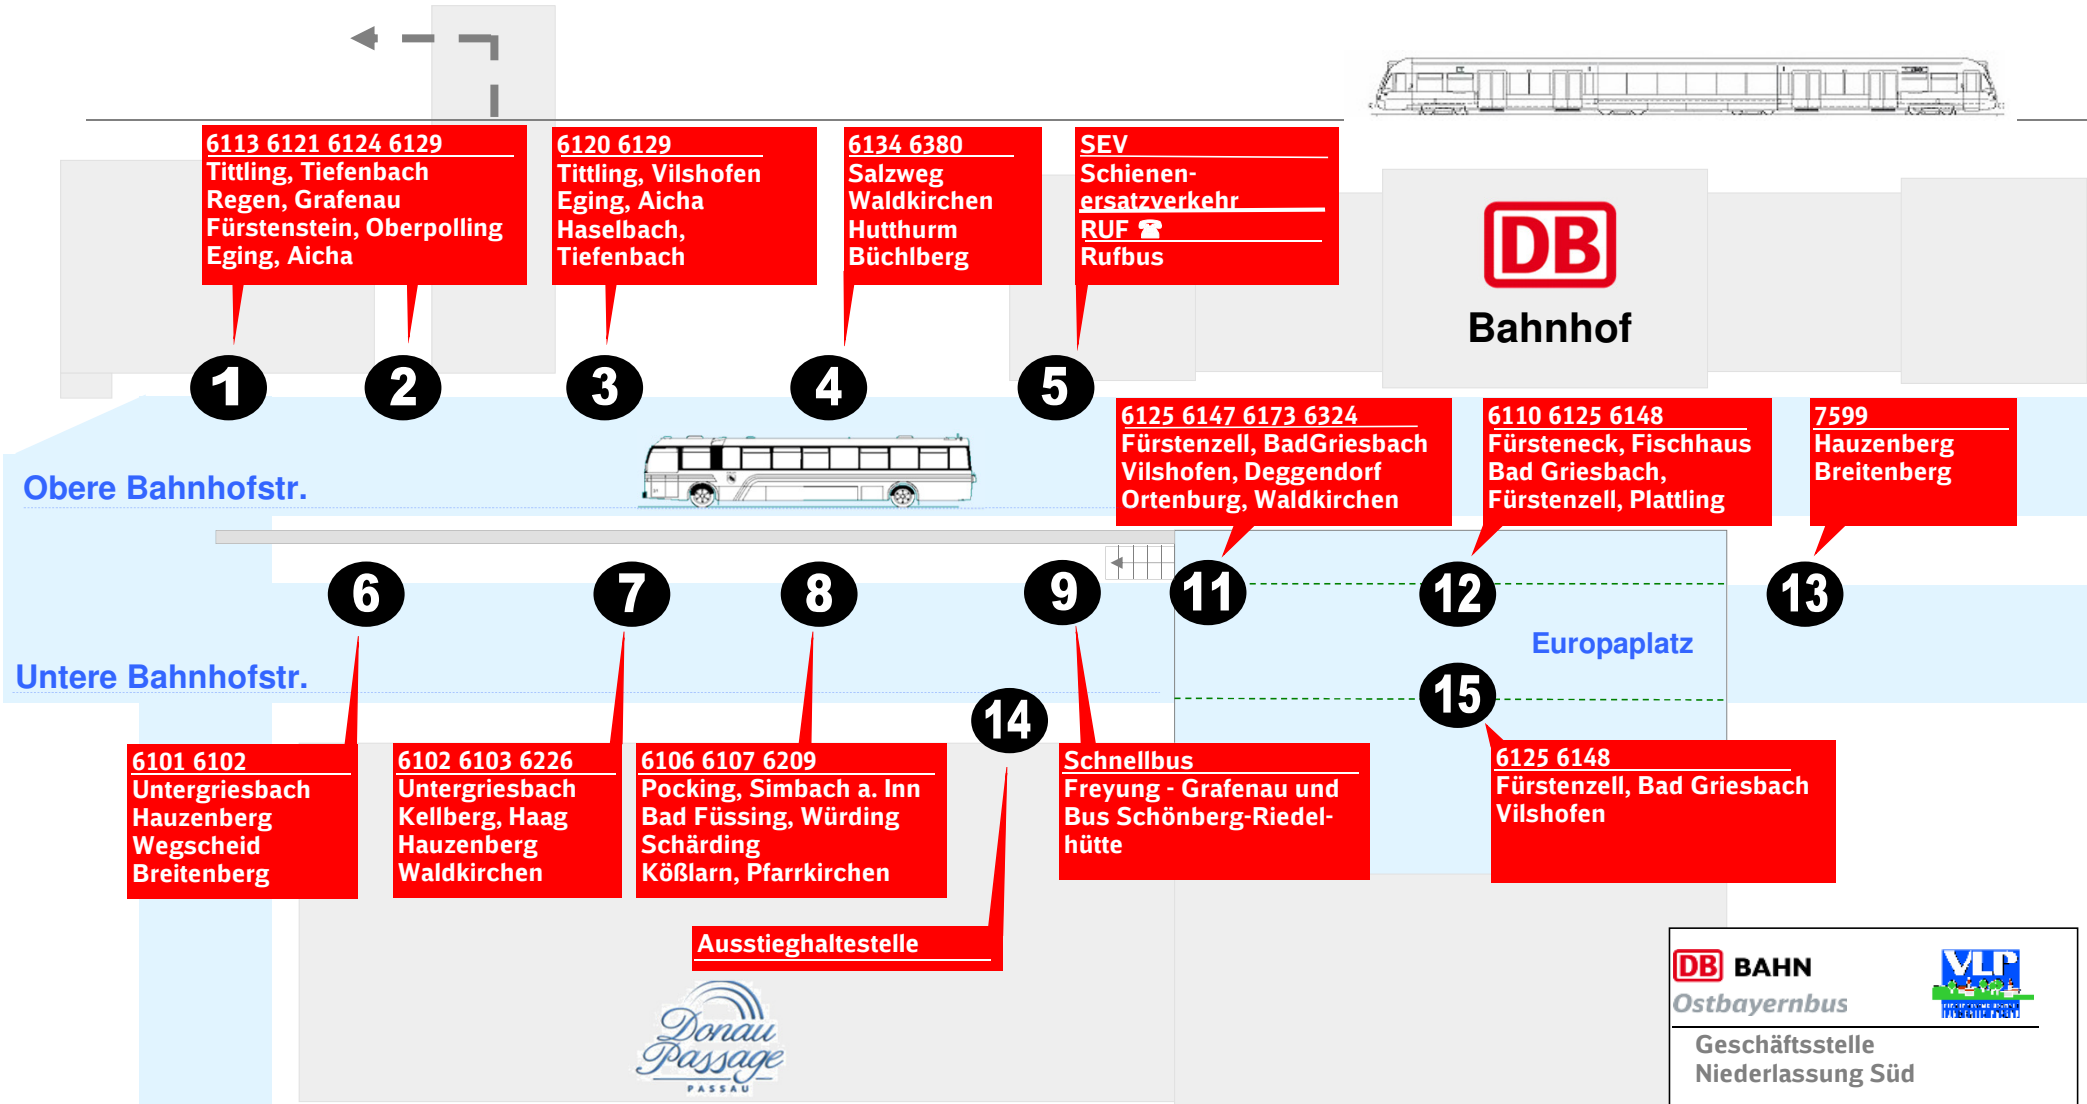 6113 6121 6124 6129
Tittling, Tiefenbach
Regen, Grafenau
Fürstenstein, Oberpolling
Eging, Aicha
6120 6129
Tittling, Vilshofen
Eging, Aicha
Haselbach,
Tiefenbach
6134 6380
Salzweg
Waldkirchen
Hutthurm
Büchlberg
SEV
Schienen-
ersatzverkehr
RUF ☎
Rufbus
DB
Bahnhof
1
2
3
4
5
6125 6147 6173 6324
Fürstenzell, BadGriesbach
Vilshofen, Deggendorf
Ortenburg, Waldkirchen
6110 6125 6148
Fürsteneck, Fischhaus
Bad Griesbach,
Fürstenzell, Plattling
7599
Hauzenberg
Breitenberg
Obere Bahnhofstr.
6
7
8
9
11
12
13
Europaplatz
Untere Bahnhofstr.
14
15
6101 6102
Untergriesbach
Hauzenberg
Wegscheid
Breitenberg
6102 6103 6226
Untergriesbach
Kellberg, Haag
Hauzenberg
Waldkirchen
6106 6107 6209
Pocking, Simbach a. Inn
Bad Füssing, Würding
Schärding
Kößlarn, Pfarrkirchen
Schnellbus
Freyung - Grafenau und
Bus Schönberg-Riedel-
hütte
6125 6148
Fürstenzell, Bad Griesbach
Vilshofen
Ausstieghaltestelle
Donau
Passage
PASSAU
DB BAHN
Ostbayernbus
VLP
Geschäftsstelle
Niederlassung Süd